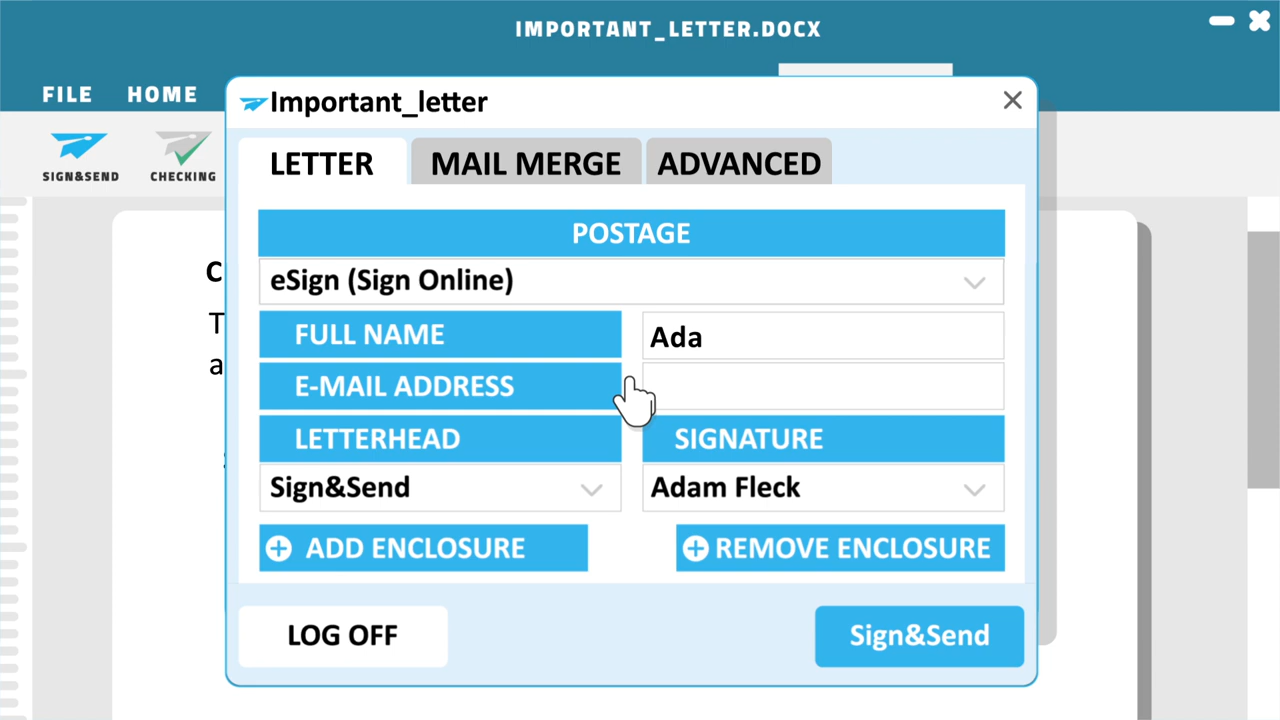 IMPORTANT_LETTER.DOCX
FILE HOME
Important_letter
SIGN&SEND CHECKING
LETTER MAIL MERGE ADVANCED
POSTAGE
eSign (Sign Online)
FULL NAME Ada
E-MAIL ADDRESS
LETTERHEAD SIGNATURE
Sign&Send Adam Fleck
ADD ENCLOSURE REMOVE ENCLOSURE
LOG OFF Sign&Send